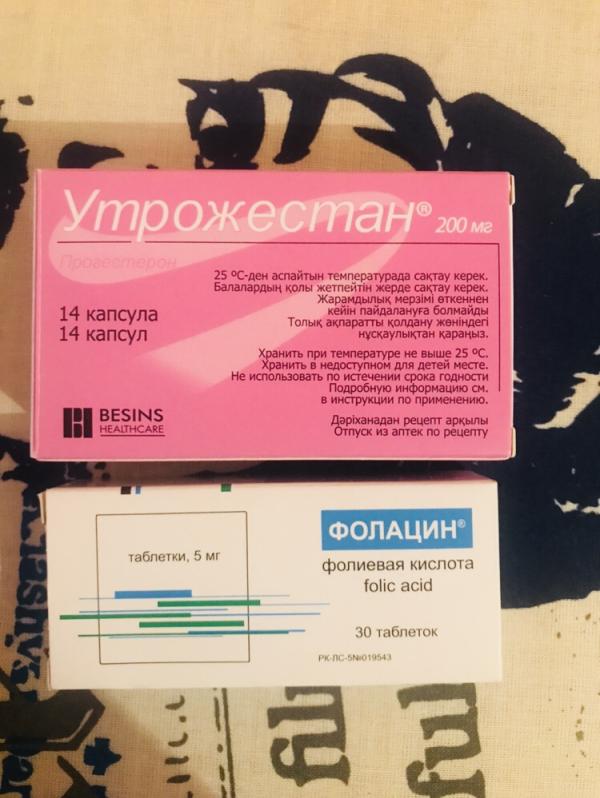 Утрожестан® 200 мг
Прогестерон
25 ºС-ден аспайтын температурада сақтау керек.
Балалардың қолы жетпейтін жерде сақтау керек.
Жарамдылық мерзімі өткеннен
кейін пайдалануға болмайды
Толық ақпаратты қолдану жөніндегі
нұсқаулықтан қараңыз.
14 капсула
14 капсул
Хранить при температуре не выше 25 ºС.
Хранить в недоступном для детей месте.
Не использовать по истечении срока годности
Подробную информацию см.
в инструкции по применению.
Дәріханадан рецепт арқылы
Отпуск из аптек по рецепту
BESINS
HEALTHCARE
ФОЛАЦИН®
таблетки, 5 мг
фолиевая кислота
folic acid
30 таблеток
РК-ЛС-5№019543